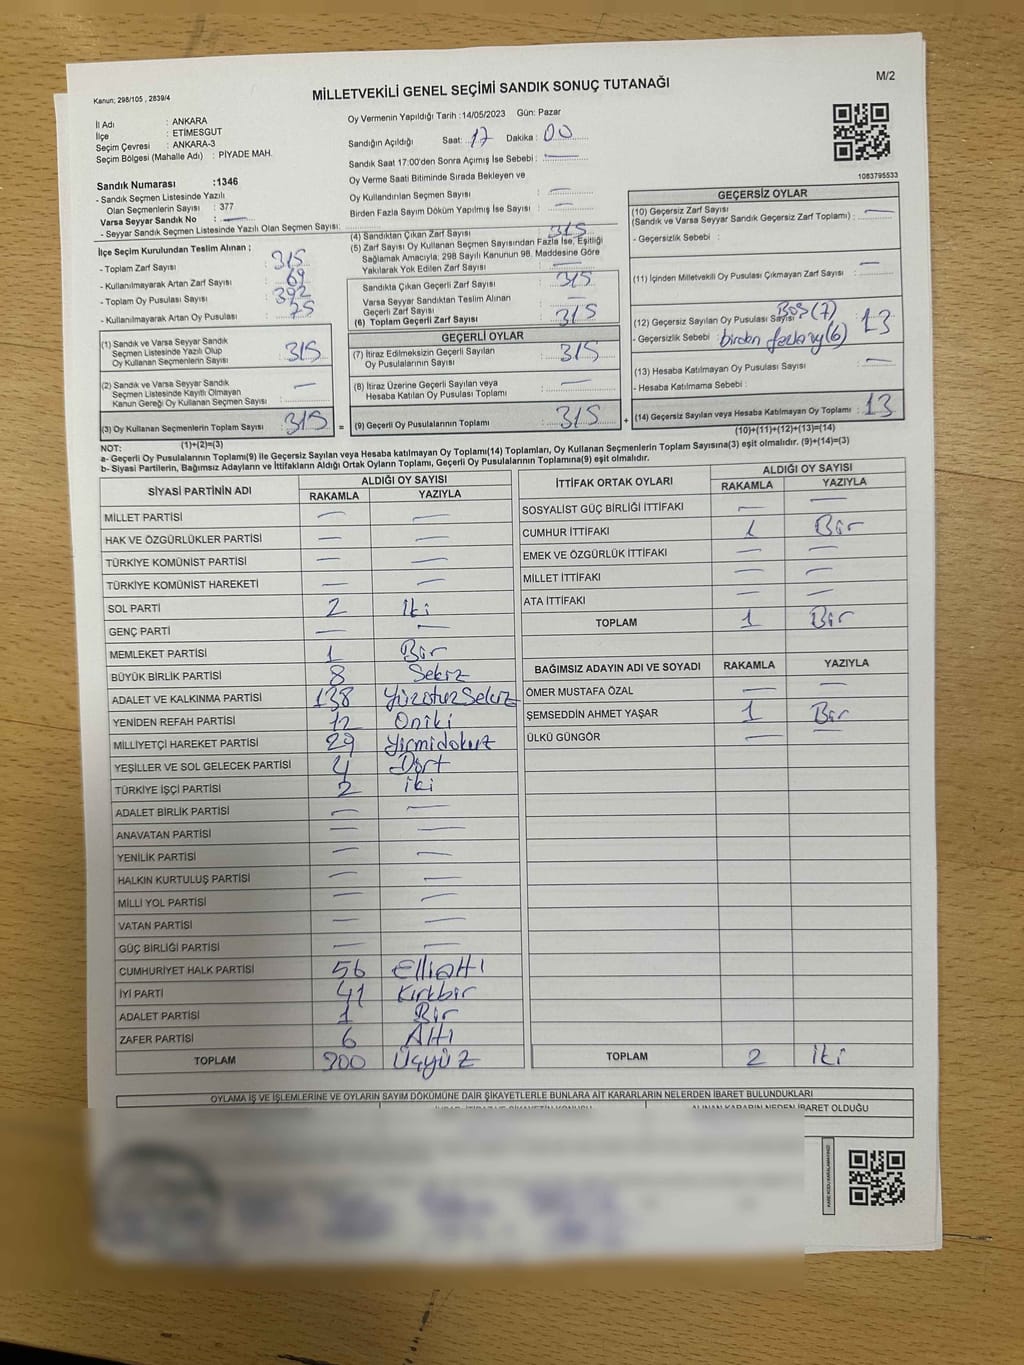 Kanun; 298/105 , 2839/4
MİLLETVEKİLİ GENEL SEÇİMİ SANDIK SONUÇ TUTANAĞI
M/2
İl Adı : ANKARA
İlçe : ETİMESGUT
Seçim Çevresi : ANKARA-3
Seçim Bölgesi (Mahalle Adı) : PİYADE MAH.
Sandık Numarası :1346
- Sandık Seçmen Listesinde Yazılı
Olan Seçmenlerin Sayısı : 377
Varsa Seyyar Sandık No : —
- Seyyar Sandık Seçmen Listesinde Yazılı Olan Seçmen Sayısı:
Oy Vermenin Yapıldığı Tarih :14/05/2023 Gün: Pazar
Sandığın Açıldığı Saat: 17 Dakika : 00
Sandık Saat 17:00'den Sonra Açımış İse Sebebi : —
Oy Verme Saati Bitiminde Sırada Bekleyen ve
Oy Kullandırılan Seçmen Sayısı : —
Birden Fazla Sayım Döküm Yapılmış İse Sayısı : —
1083795533
İlçe Seçim Kurulundan Teslim Alınan ;
- Toplam Zarf Sayısı : 315
- Kullanılmayarak Artan Zarf Sayısı : 69
- Toplam Oy Pusulası Sayısı : 392
- Kullanılmayarak Artan Oy Pusulası : 75
(1) Sandık ve Varsa Seyyar Sandık
Seçmen Listesinde Yazılı Olup
Oy Kullanan Seçmenlerin Sayısı : 315
(2) Sandık ve Varsa Seyyar Sandık
Seçmen Listesinde Kayıtlı Olmayan
Kanun Gereği Oy Kullanan Seçmen Sayısı : —
(3) Oy Kullanan Seçmenlerin Toplam Sayısı : 315
(1)+(2)=(3)
(4) Sandıktan Çıkan Zarf Sayısı : 315
(5) Zarf Sayısı Oy Kullanan Seçmen Sayısından Fazla İse, Eşitliği
Sağlamak Amacıyla, 298 Sayılı Kanunun 98. Maddesine Göre
Yakılarak Yok Edilen Zarf Sayısı : —
Sandıkta Çıkan Geçerli Zarf Sayısı : 315
Varsa Seyyar Sandıktan Teslim Alınan
Geçerli Zarf Sayısı : —
(6) Toplam Geçerli Zarf Sayısı : 315
GEÇERLİ OYLAR
(7) İtiraz Edilmeksizin Geçerli Sayılan
Oy Pusulalarının Sayısı : 315
(8) İtiraz Üzerine Geçerli Sayılan veya
Hesaba Katılan Oy Pusulası Toplamı : —
= (9) Geçerli Oy Pusulalarının Toplamı : 315 +
GEÇERSİZ OYLAR
(10) Geçersiz Zarf Sayısı
(Sandık ve Varsa Seyyar Sandık Geçersiz Zarf Toplamı) : —
- Geçersizlik Sebebi :
(11) İçinden Milletvekili Oy Pusulası Çıkmayan Zarf Sayısı : —
(12) Geçersiz Sayılan Oy Pusulası Sayısı : Boş (7) 13
- Geçersizlik Sebebi : birden fazla oy (6)
(13) Hesaba Katılmayan Oy Pusulası Sayısı : —
- Hesaba Katılmama Sebebi :
(14) Geçersiz Sayılan veya Hesaba Katılmayan Oy Toplamı : 13
(10)+(11)+(12)+(13)=(14)
NOT:
a- Geçerli Oy Pusulalarının Toplamı(9) ile Geçersiz Sayılan veya Hesaba katılmayan Oy Toplamı(14) Toplamları, Oy Kullanan Seçmenlerin Toplam Sayısına(3) eşit olmalıdır. (9)+(14)=(3)
b- Siyasi Partilerin, Bağımsız Adayların ve İttifakların Aldığı Ortak Oyların Toplamı, Geçerli Oy Pusulalarının Toplamına(9) eşit olmalıdır.
SİYASİ PARTİNİN ADI ALDIĞI OY SAYISI
RAKAMLA YAZIYLA
MİLLET PARTİSİ — —
HAK VE ÖZGÜRLÜKLER PARTİSİ — —
TÜRKİYE KOMÜNİST PARTİSİ — —
TÜRKİYE KOMÜNİST HAREKETİ — —
SOL PARTİ 2 iki
GENÇ PARTİ — —
MEMLEKET PARTİSİ 1 Bir
BÜYÜK BİRLİK PARTİSİ 8 Sekiz
ADALET VE KALKINMA PARTİSİ 138 YüzotuzSekiz
YENİDEN REFAH PARTİSİ 12 Oniki
MİLLİYETÇİ HAREKET PARTİSİ 29 Yirmidokuz
YEŞİLLER VE SOL GELECEK PARTİSİ 4 Dört
TÜRKİYE İŞÇİ PARTİSİ 2 iki
ADALET BİRLİK PARTİSİ — —
ANAVATAN PARTİSİ — —
YENİLİK PARTİSİ — —
HALKIN KURTULUŞ PARTİSİ — —
MİLLİ YOL PARTİSİ — —
VATAN PARTİSİ — —
GÜÇ BİRLİĞİ PARTİSİ — —
CUMHURİYET HALK PARTİSİ 56 Elliıaltı
İYİ PARTİ 41 Kırkbir
ADALET PARTİSİ 1 Bir
ZAFER PARTİSİ 6 Altı
TOPLAM 300 Üçyüz
İTTİFAK ORTAK OYLARI ALDIĞI OY SAYISI
RAKAMLA YAZIYLA
SOSYALİST GÜÇ BİRLİĞİ İTTİFAKI — —
CUMHUR İTTİFAKI 1 Bir
EMEK VE ÖZGÜRLÜK İTTİFAKI — —
MİLLET İTTİFAKI — —
ATA İTTİFAKI — —
TOPLAM 1 Bir
BAĞIMSIZ ADAYIN ADI VE SOYADI RAKAMLA YAZIYLA
ÖMER MUSTAFA ÖZAL — —
ŞEMSEDDİN AHMET YAŞAR 1 Bir
ÜLKÜ GÜNGÖR — —
TOPLAM 2 iki
OYLAMA İŞ VE İŞLEMLERİNE VE OYLARIN SAYIM DÖKÜMÜNE DAİR ŞİKAYETLERLE BUNLARA AİT KARARLARIN NELERDEN İBARET BULUNDUKLARI
ALINAN KARARIN NEDEN İBARET OLDUĞU